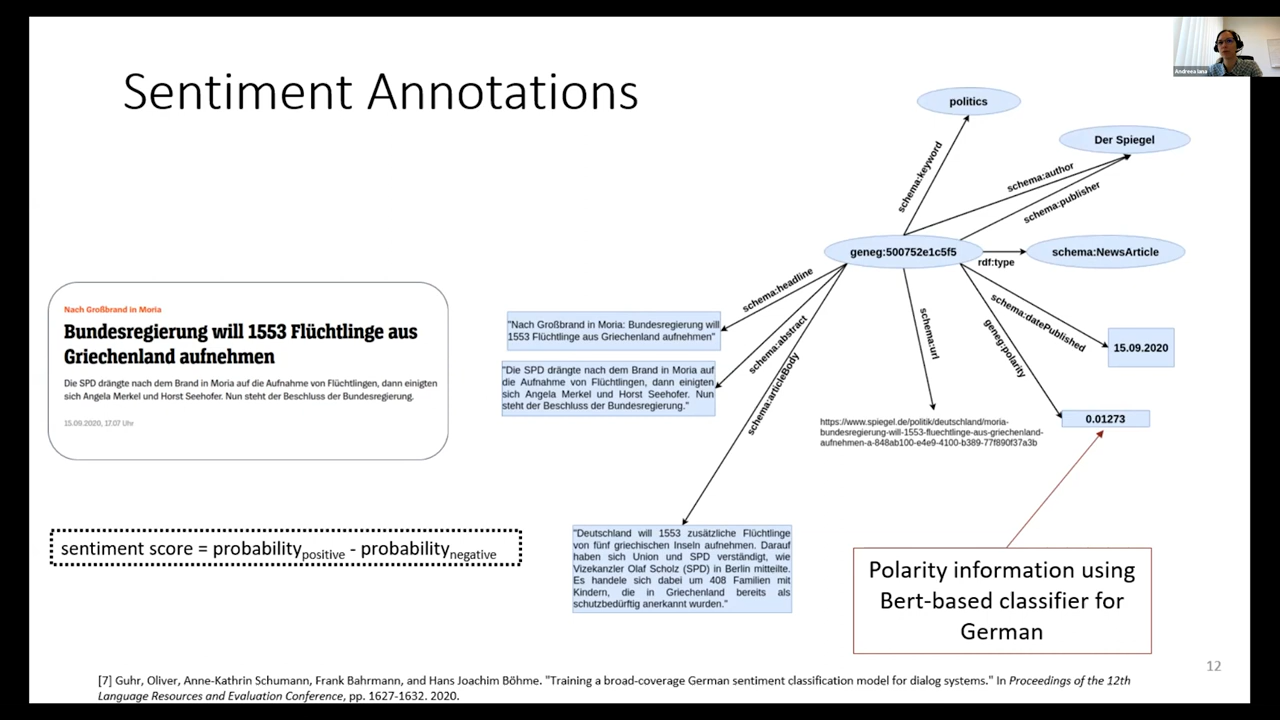 Andreea Iana
Sentiment Annotations
politics
Der Spiegel
schema:keyword
schema:author
schema:publisher
geneg:500752e1c5f5
rdf:type
schema:NewsArticle
schema:headline
schema:abstract
schema:articleBody
schema:url
geneg:polarity
schema:datePublished
Nach Großbrand in Moria
Bundesregierung will 1553 Flüchtlinge aus
Griechenland aufnehmen
Die SPD drängte nach dem Brand in Moria auf die Aufnahme von Flüchtlingen, dann einigten
sich Angela Merkel und Horst Seehofer. Nun steht der Beschluss der Bundesregierung.
15.09.2020, 17.07 Uhr
"Nach Großbrand in Moria: Bundesregierung will
1553 Flüchtlinge aus Griechenland aufnehmen"
"Die SPD drängte nach dem Brand in Moria auf
die Aufnahme von Flüchtlingen, dann einigten
sich Angela Merkel und Horst Seehofer. Nun
steht der Beschluss der Bundesregierung."
15.09.2020
0.01273
https://www.spiegel.de/politik/deutschland/moria-
bundesregierung-will-1553-fluechtlinge-aus-griechenland-
aufnehmen-a-848ab100-e4e9-4100-b389-77f890f37a3b
sentiment score = probabilitypositive - probabilitynegative
"Deutschland will 1553 zusätzliche Flüchtlinge
von fünf griechischen Inseln aufnehmen. Darauf
haben sich Union und SPD verständigt, wie
Vizekanzler Olaf Scholz (SPD) in Berlin mitteilte.
Es handele sich dabei um 408 Familien mit
Kindern, die in Griechenland bereits als
schutzbedürftig anerkannt wurden."
Polarity information using
Bert-based classifier for
German
12
[7] Guhr, Oliver, Anne-Kathrin Schumann, Frank Bahrmann, and Hans Joachim Böhme. "Training a broad-coverage German sentiment classification model for dialog systems." In Proceedings of the 12th
Language Resources and Evaluation Conference, pp. 1627-1632. 2020.